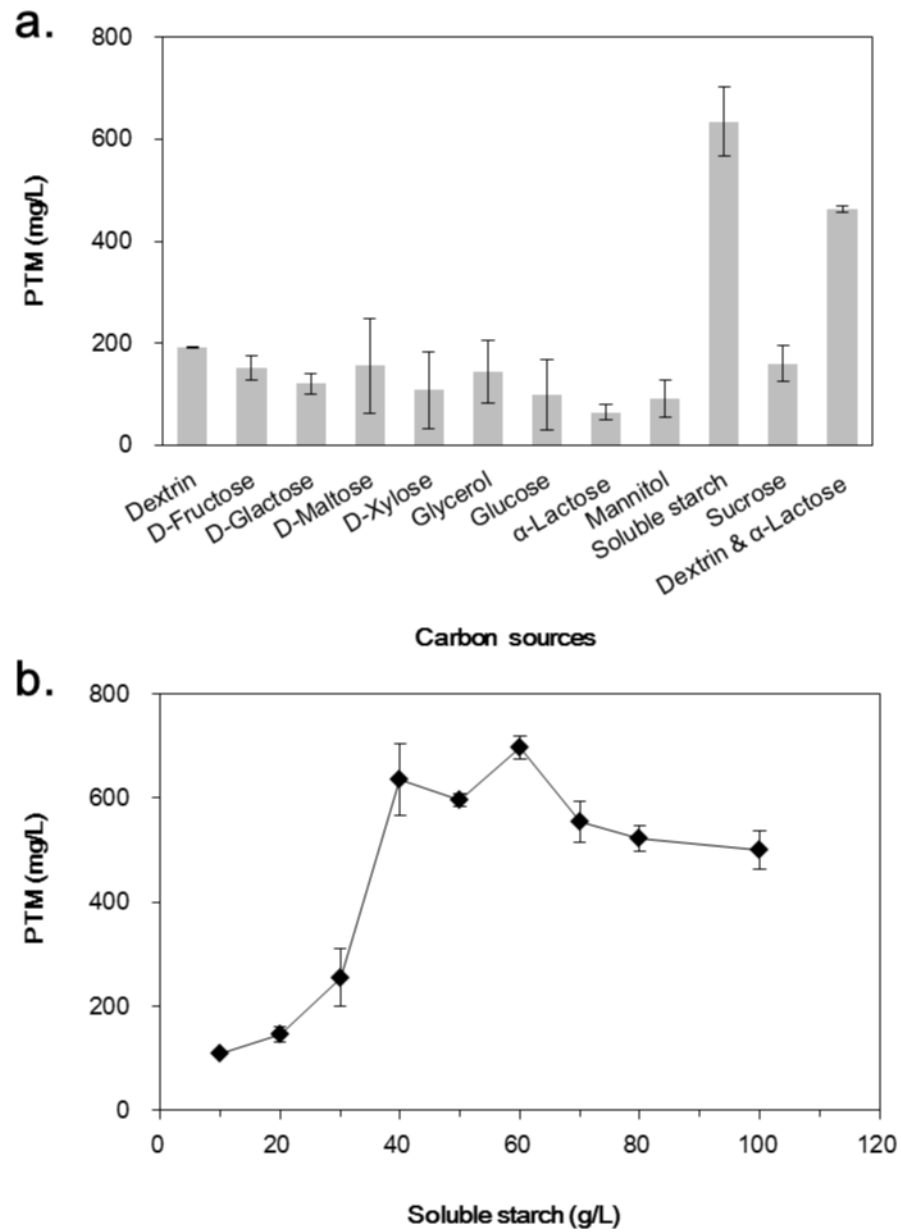 a.
800
600
400
200
0
PTM (mg/L)
Dextrin
D-Fructose
D-Glactose
D-Maltose
D-Xylose
Glycerol
Glucose
α-Lactose
Mannitol
Soluble starch
Sucrose
Dextrin & α-Lactose
Carbon sources
b.
800
600
400
200
0
PTM (mg/L)
0 20 40 60 80 100 120
Soluble starch (g/L)